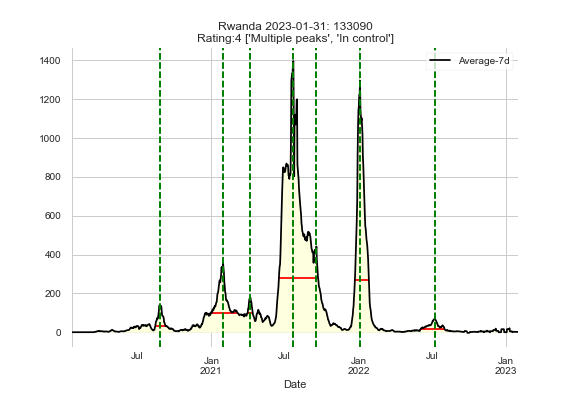 Rwanda 2023-01-31: 133090
Rating:4 ['Multiple peaks', 'In control']
Average-7d
1400
1200
1000
800
600
400
200
0
Jul
Jan
2021
Jul
Jan
2022
Jul
Jan
2023
Date